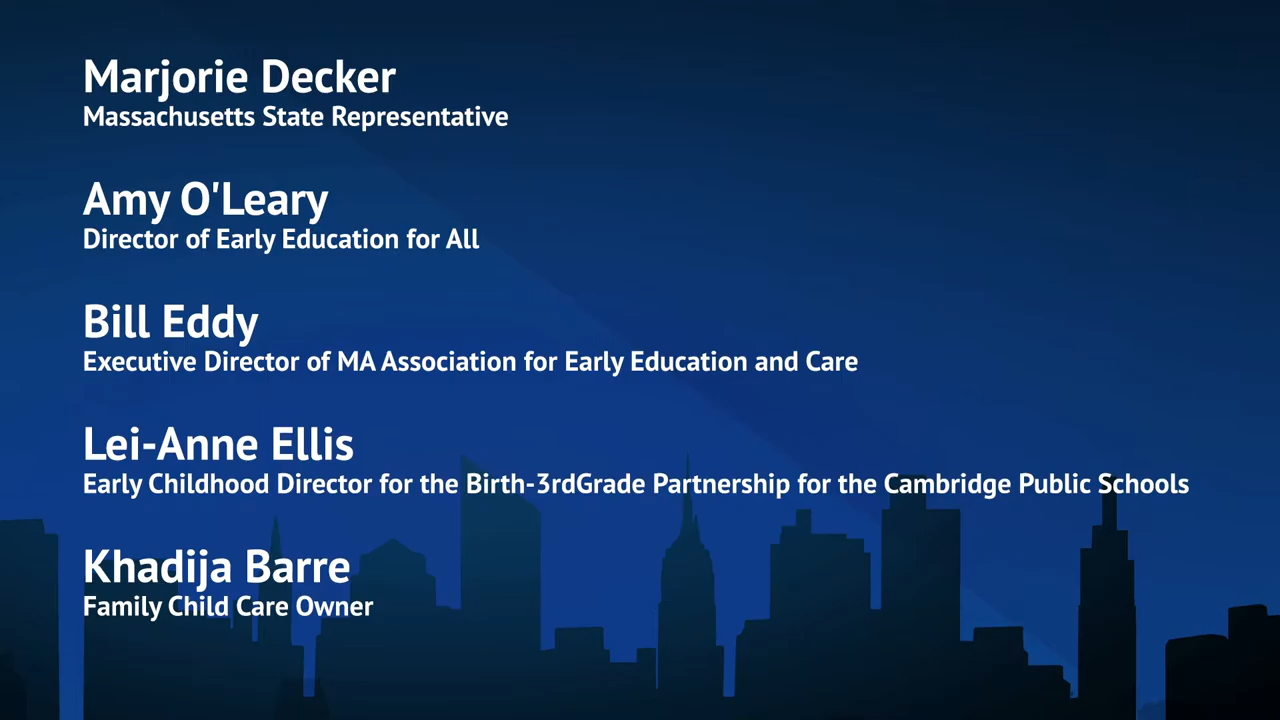 Marjorie Decker
Massachusetts State Representative
Amy O'Leary
Director of Early Education for All
Bill Eddy
Executive Director of MA Association for Early Education and Care
Lei-Anne Ellis
Early Childhood Director for the Birth-3rdGrade Partnership for the Cambridge Public Schools
Khadija Barre
Family Child Care Owner